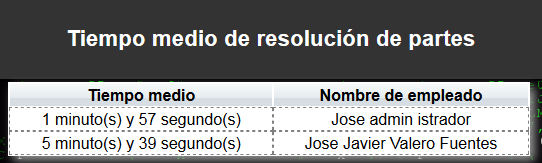 Tiempo medio de resolución de partes
Tiempo medio Nombre de empleado
1 minuto(s) y 57 segundo(s) Jose admin istrador
5 minuto(s) y 39 segundo(s) Jose Javier Valero Fuentes